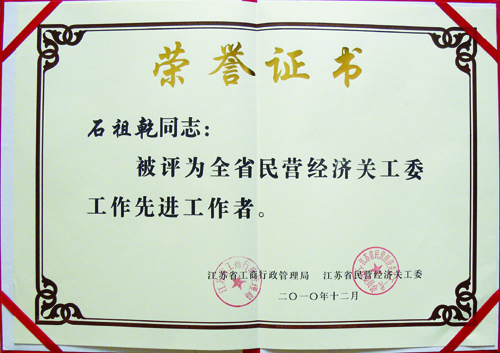 荣誉证书
石祖乾同志：
被评为全省民营经济关工委
工作先进工作者。
江苏省工商行政管理局 江苏省民营经济关工委
二〇一〇年十二月